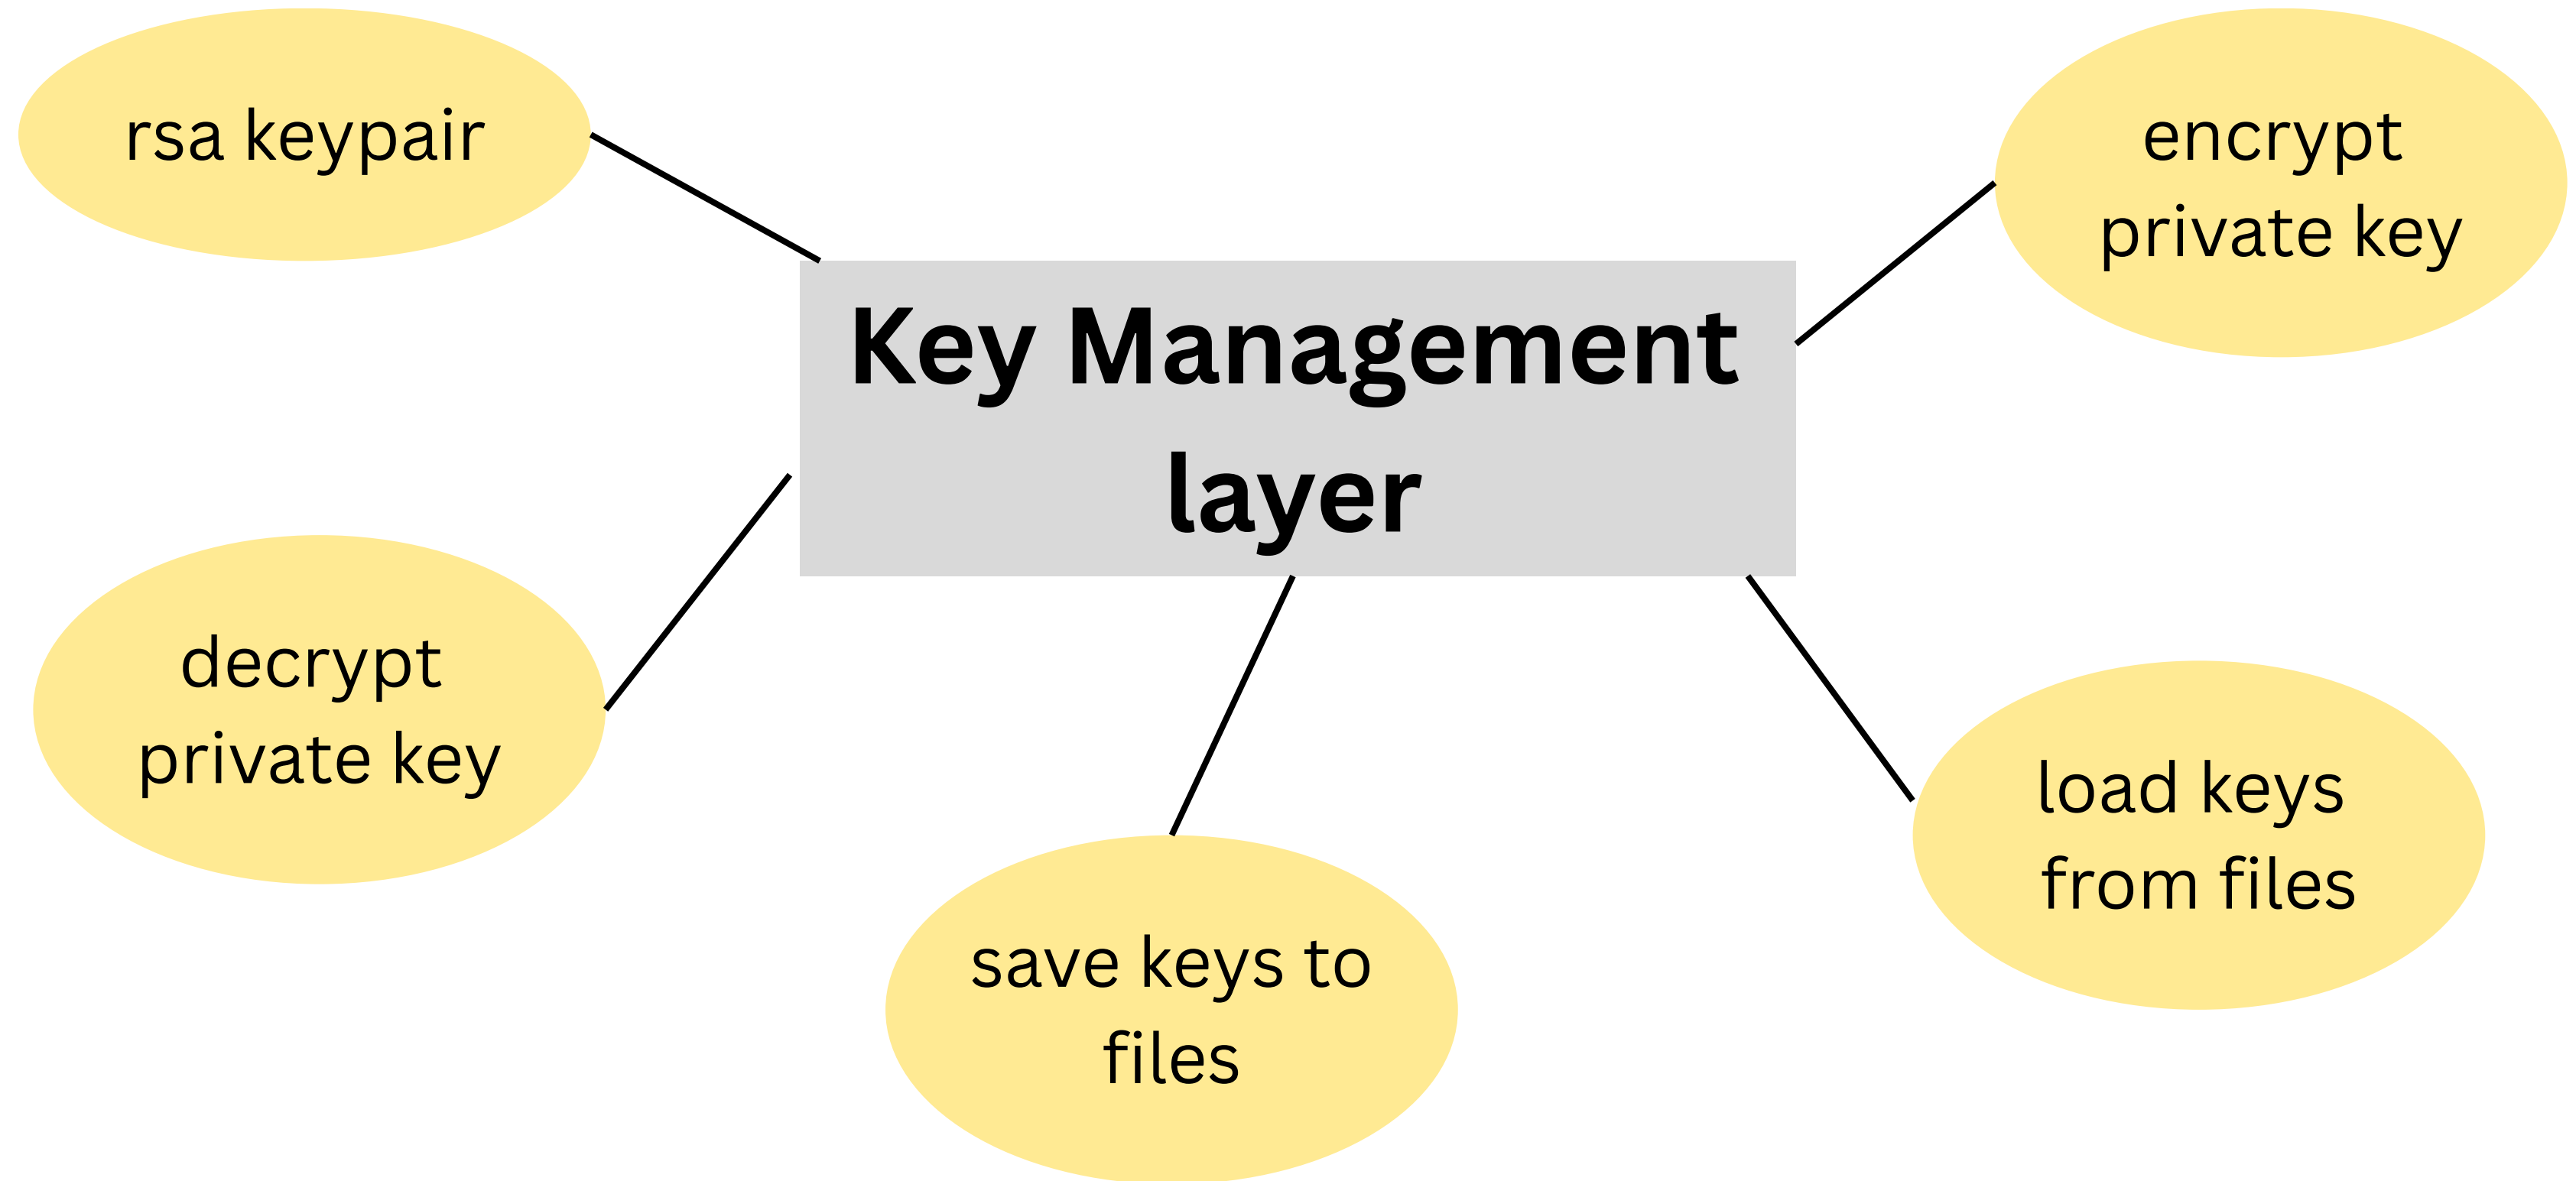 rsa keypair
encrypt
private key
Key Management
layer
decrypt
private key
load keys
from files
save keys to
files